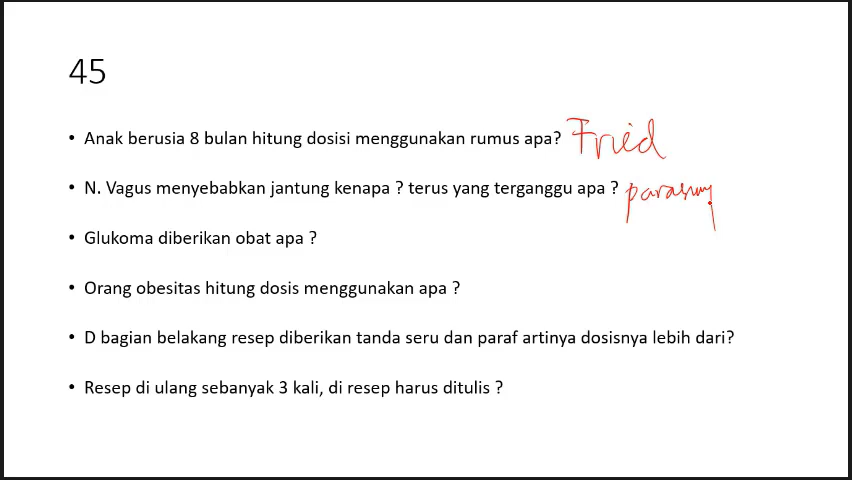 45
• Anak berusia 8 bulan hitung dosisi menggunakan rumus apa? Fried
• N. Vagus menyebabkan jantung kenapa ? terus yang terganggu apa ? parasimp
• Glukoma diberikan obat apa ?
• Orang obesitas hitung dosis menggunakan apa ?
• D bagian belakang resep diberikan tanda seru dan paraf artinya dosisnya lebih dari?
• Resep di ulang sebanyak 3 kali, di resep harus ditulis ?